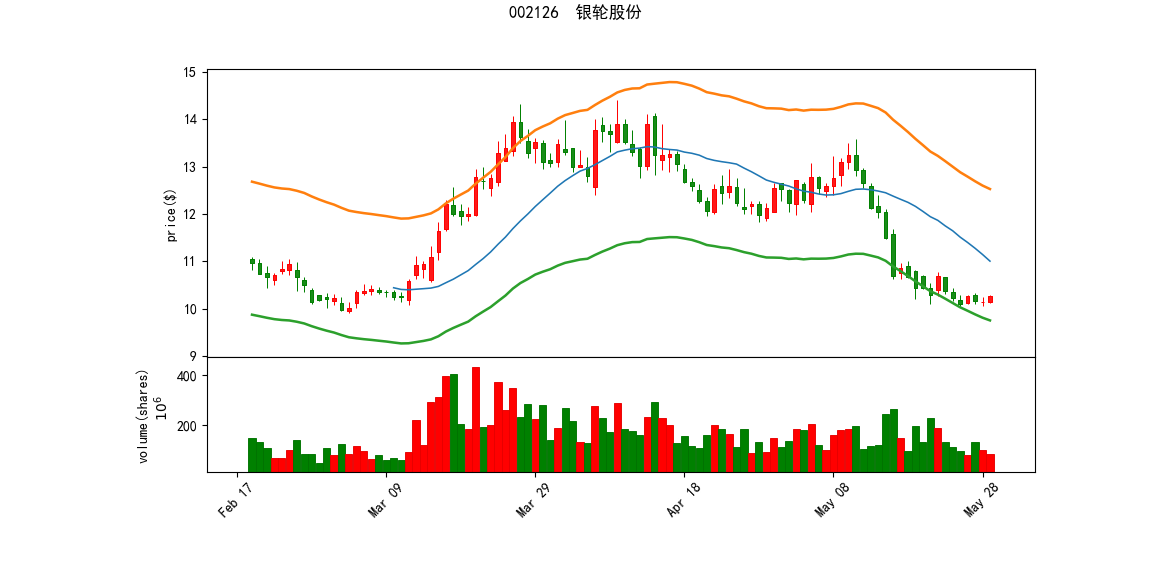 002126 银轮股份
15
14
13
12
11
10
9
price($)
400
200
volume(shares)
10^6
Feb 17
Mar 09
Mar 29
Apr 18
May 08
May 28